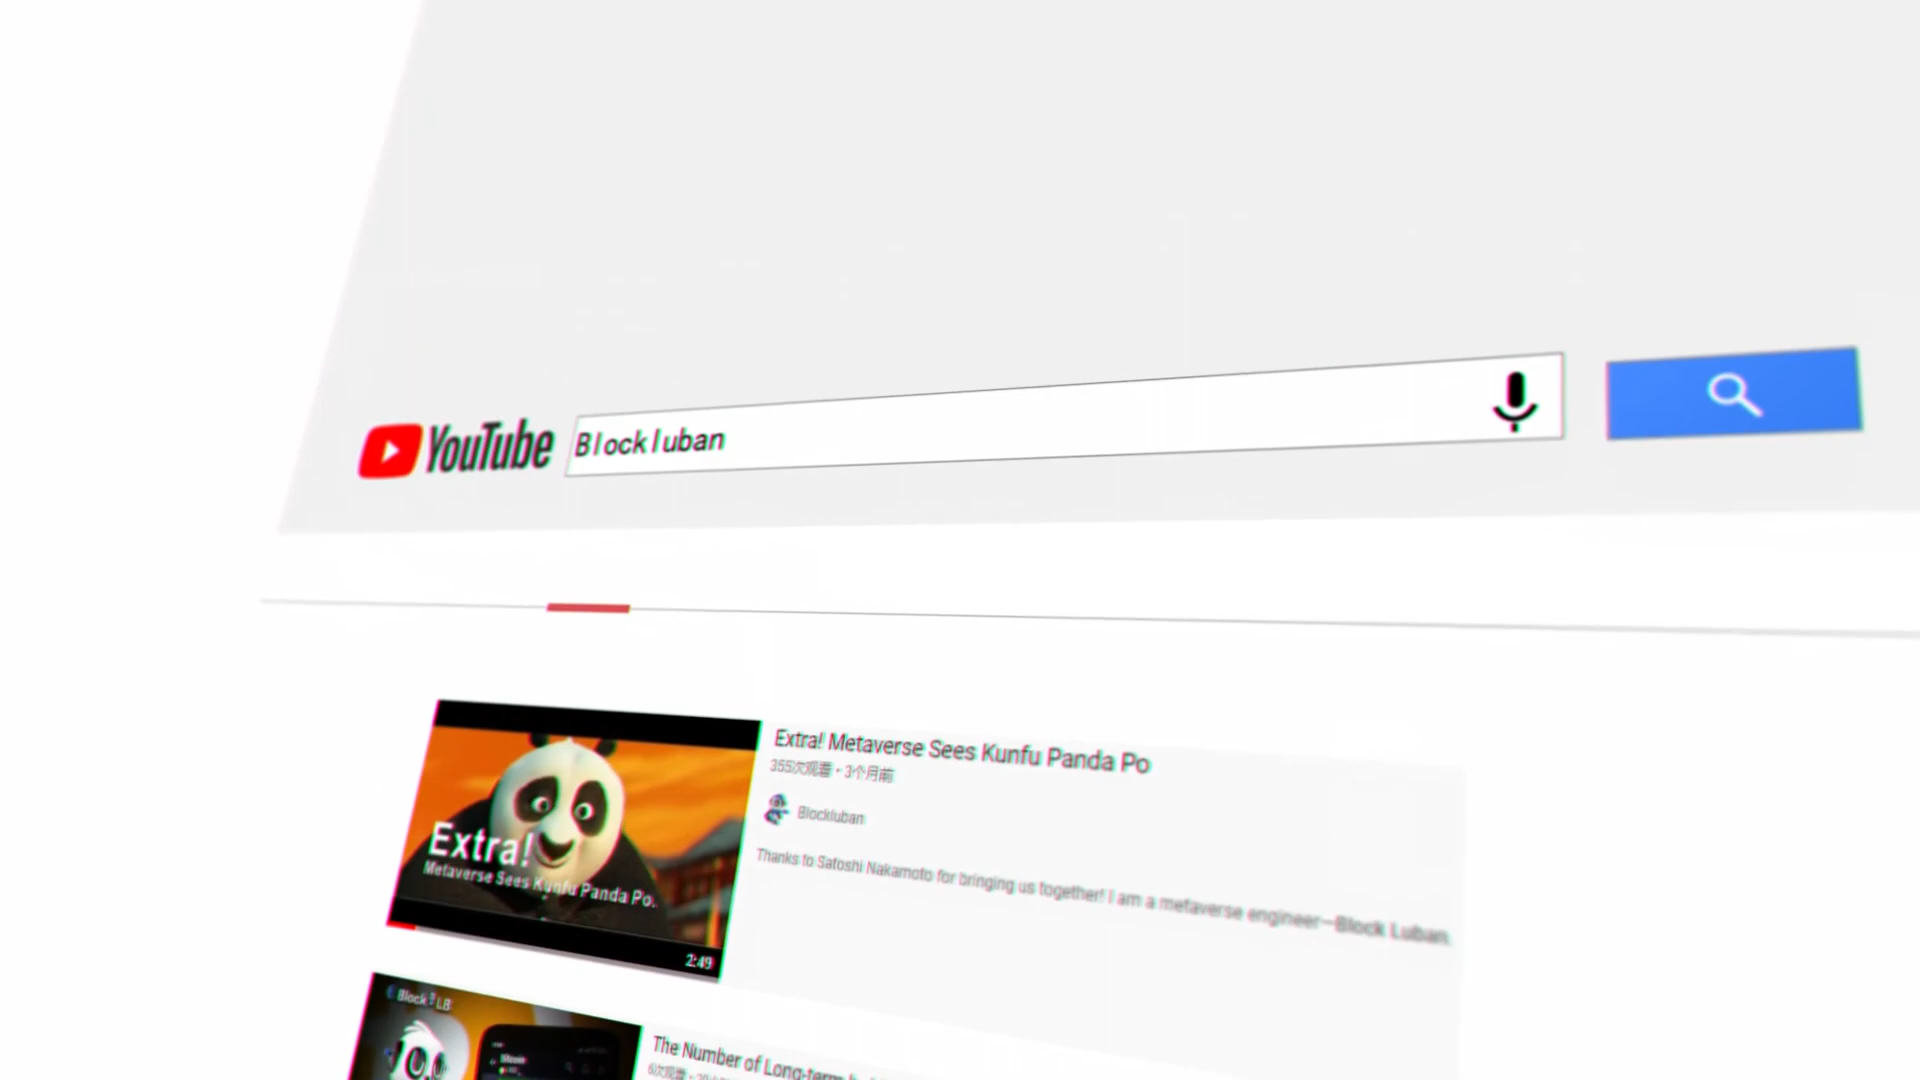 YouTube
Blockluban
Extra! Metaverse Sees Kunfu Panda Po
355次观看・3个月前
Blockluban
Thanks to Satoshi Nakamoto for bringing us together! I am a metaverse engineer—Block Luban.
Extra!
Metaverse Sees Kunfu Panda Po.
2:49
Block LB
The Number of Long-term